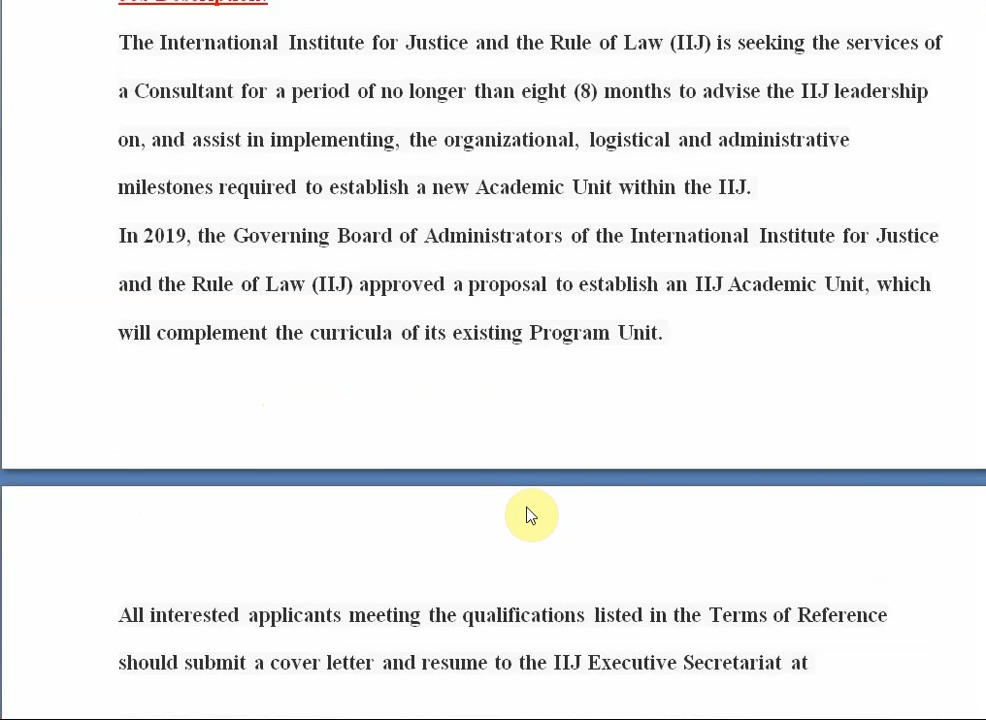 The International Institute for Justice and the Rule of Law (IIJ) is seeking the services of
a Consultant for a period of no longer than eight (8) months to advise the IIJ leadership
on, and assist in implementing, the organizational, logistical and administrative
milestones required to establish a new Academic Unit within the IIJ.
In 2019, the Governing Board of Administrators of the International Institute for Justice
and the Rule of Law (IIJ) approved a proposal to establish an IIJ Academic Unit, which
will complement the curricula of its existing Program Unit.
All interested applicants meeting the qualifications listed in the Terms of Reference
should submit a cover letter and resume to the IIJ Executive Secretariat at